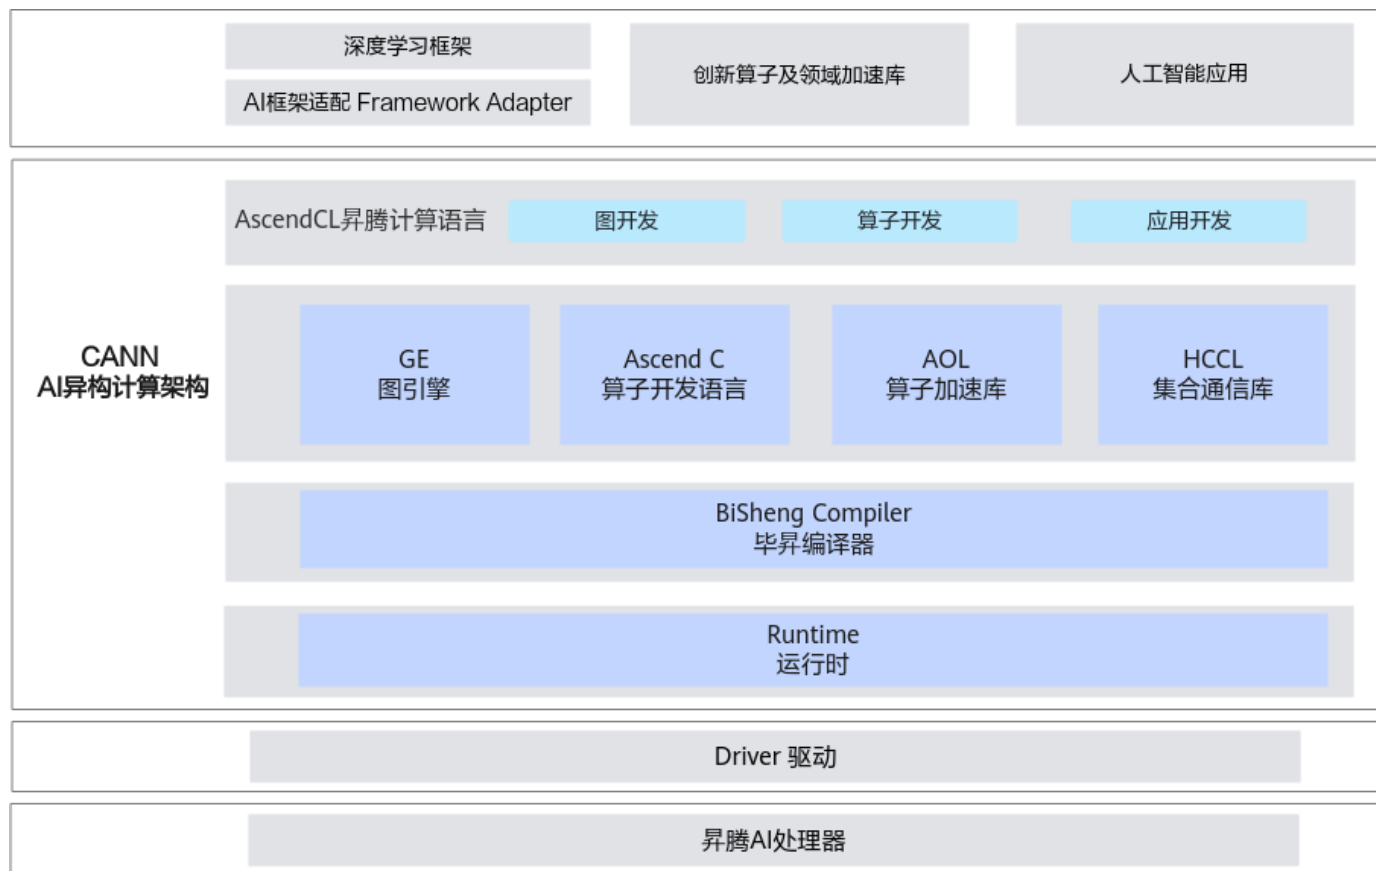 深度学习框架
AI框架适配 Framework Adapter
创新算子及领域加速库
人工智能应用
CANN
AI异构计算架构
AscendCL昇腾计算语言
图开发
算子开发
应用开发
GE
图引擎
Ascend C
算子开发语言
AOL
算子加速库
HCCL
集合通信库
BiSheng Compiler
毕昇编译器
Runtime
运行时
Driver 驱动
昇腾AI处理器